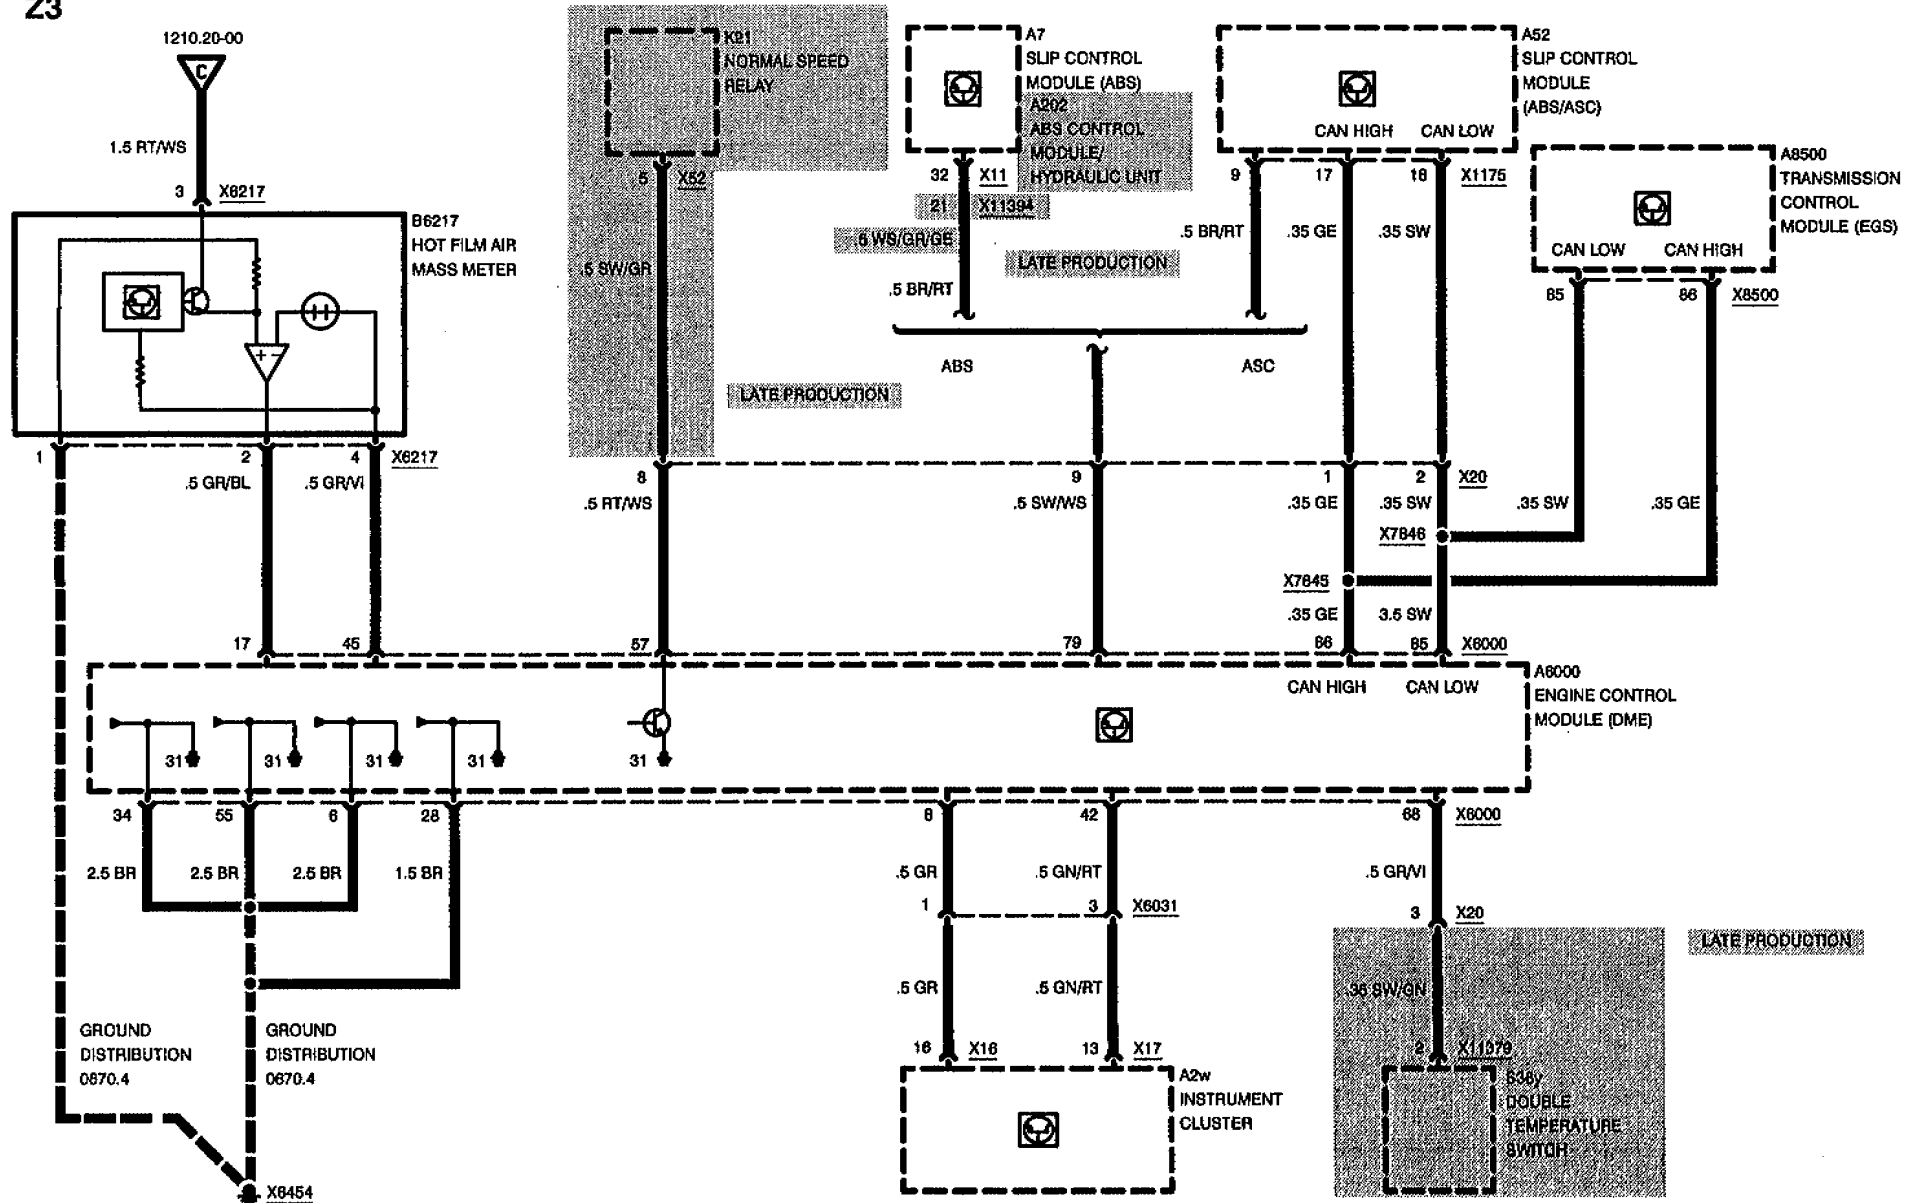 Z3
1210.20-00
C
1.5 RT/WS
3 X6217
B6217
HOT FILM AIR
MASS METER
1 2 4 X6217
.5 GR/BL .5 GR/VI
K21
NORMAL SPEED
RELAY
5 X52
.5 SW/GR
LATE PRODUCTION
A7
SLIP CONTROL
MODULE (ABS)
A202
ABS CONTROL
MODULE/
HYDRAULIC UNIT
32 X11
21 X11394
.5 WS/GR/GE
LATE PRODUCTION
.5 BR/RT
ABS
ASC
A52
SLIP CONTROL
MODULE
(ABS/ASC)
CAN HIGH CAN LOW
9 17 18 X1175
.5 BR/RT .35 GE .35 SW
A8500
TRANSMISSION
CONTROL
MODULE (EGS)
CAN LOW CAN HIGH
85 86 X8500
8 9 1 2 X20
.5 RT/WS .5 SW/WS .35 GE .35 SW .35 SW .35 GE
X7846
X7845
.35 GE 3.5 SW
17 45 57 79 86 85 X6000
CAN HIGH CAN LOW
A6000
ENGINE CONTROL
MODULE (DME)
31 31 31 31 31
34 55 6 28 8 42 68 X6000
2.5 BR 2.5 BR 2.5 BR 1.5 BR .5 GR .5 GN/RT .5 GR/VI
1 3 X6031
3 X20
LATE PRODUCTION
.5 GR .5 GN/RT .35 SW/GN
GROUND
DISTRIBUTION
0670.4
GROUND
DISTRIBUTION
0670.4
16 X16 13 X17
2 X11379
A2w
INSTRUMENT
CLUSTER
DOUBLE
TEMPERATURE
SWITCH
X6454